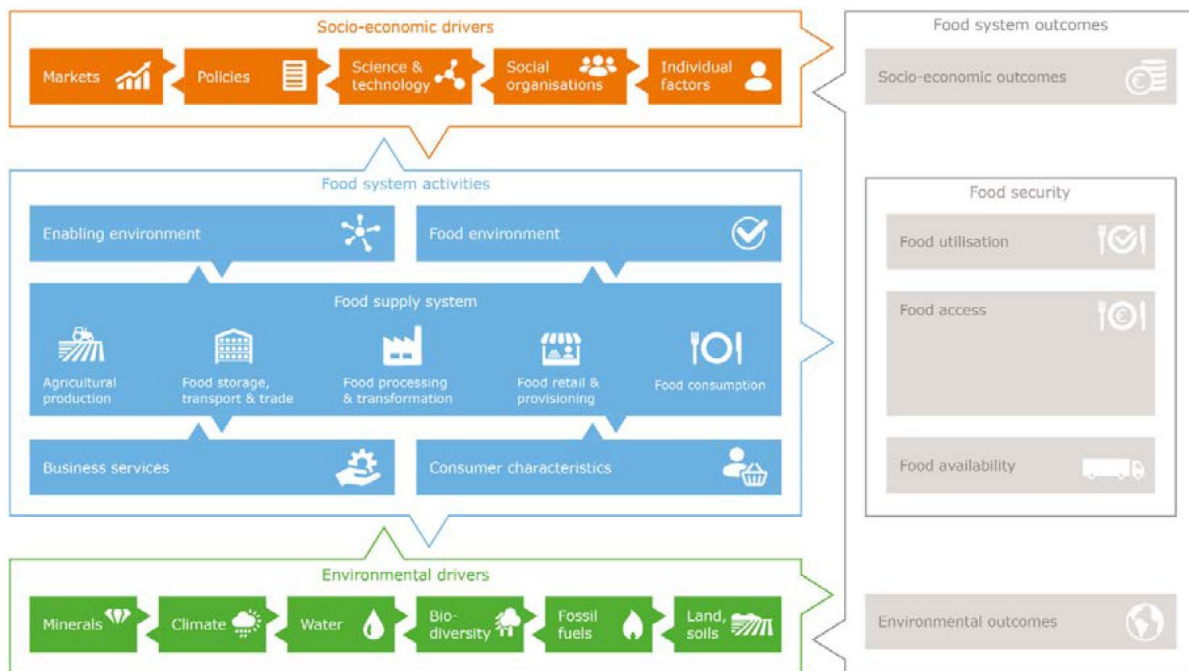 Socio-economic drivers
Markets
Policies
Science &
technology
Social
organisations
Individual
factors
Food system activities
Enabling environment
Food environment
Food supply system
Agricultural
production
Food storage,
transport & trade
Food processing
& transformation
Food retail &
provisioning
Food consumption
Business services
Consumer characteristics
Environmental drivers
Minerals
Climate
Water
Bio-
diversity
Fossil
fuels
Land,
soils
Food system outcomes
Socio-economic outcomes
€
Food security
Food utilisation
Food access
€
Food availability
Environmental outcomes